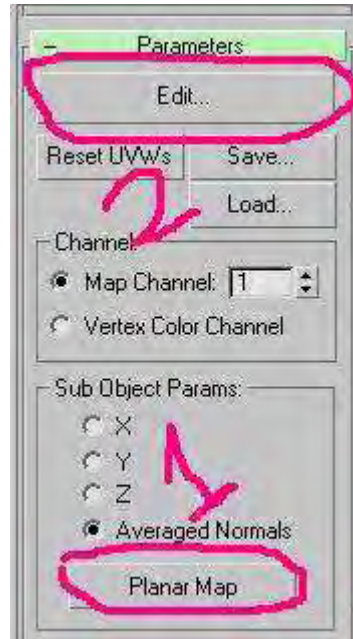 Parameters
Edit...
Reset UVWs Save...
2
Load...
Channel:
Map Channel: 1
Vertex Color Channel
Sub Object Params:
X
Y
Z
1
Averaged Normals
Planar Map